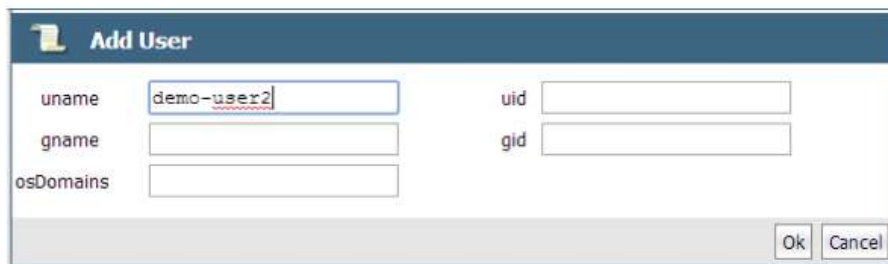 Add User
uname demo-user2 uid
gname gid
osDomains
Ok Cancel